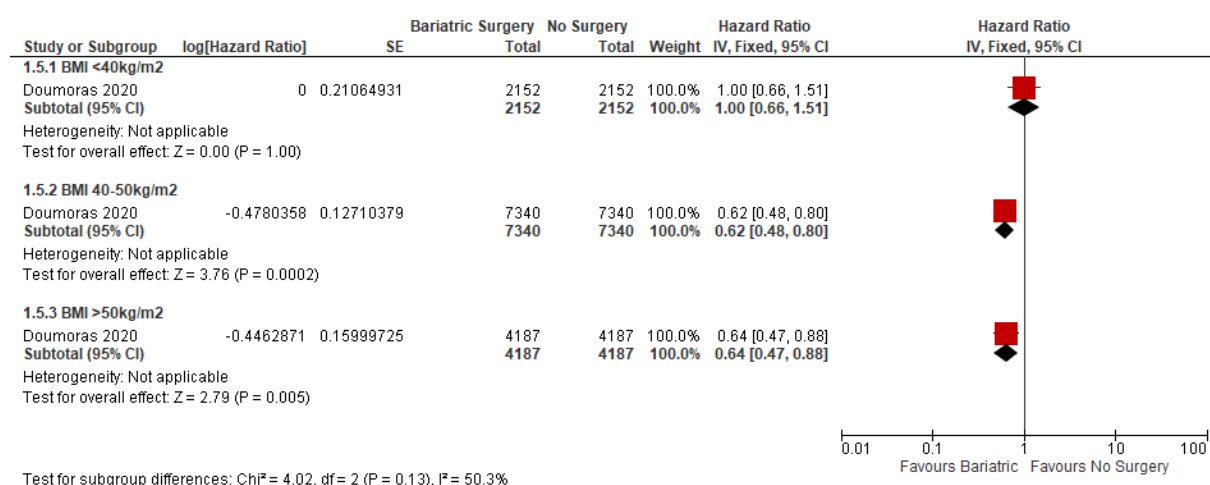 Bariatric Surgery No Surgery Hazard Ratio Hazard Ratio
Study or Subgroup log[Hazard Ratio] SE Total Total Weight IV, Fixed, 95% CI IV, Fixed, 95% CI
1.5.1 BMI <40kg/m2
Doumoras 2020 0 0.21064931 2152 2152 100.0% 1.00 [0.66, 1.51]
Subtotal (95% CI) 2152 2152 100.0% 1.00 [0.66, 1.51]
Heterogeneity: Not applicable
Test for overall effect: Z = 0.00 (P = 1.00)
1.5.2 BMI 40-50kg/m2
Doumoras 2020 -0.4780358 0.12710379 7340 7340 100.0% 0.62 [0.48, 0.80]
Subtotal (95% CI) 7340 7340 100.0% 0.62 [0.48, 0.80]
Heterogeneity: Not applicable
Test for overall effect: Z = 3.76 (P = 0.0002)
1.5.3 BMI >50kg/m2
Doumoras 2020 -0.4462871 0.15999725 4187 4187 100.0% 0.64 [0.47, 0.88]
Subtotal (95% CI) 4187 4187 100.0% 0.64 [0.47, 0.88]
Heterogeneity: Not applicable
Test for overall effect: Z = 2.79 (P = 0.005)
0.01 0.1 1 10 100
Favours Bariatric Favours No Surgery
Test for subgroup differences: Chi² = 4.02, df = 2 (P = 0.13), I² = 50.3%